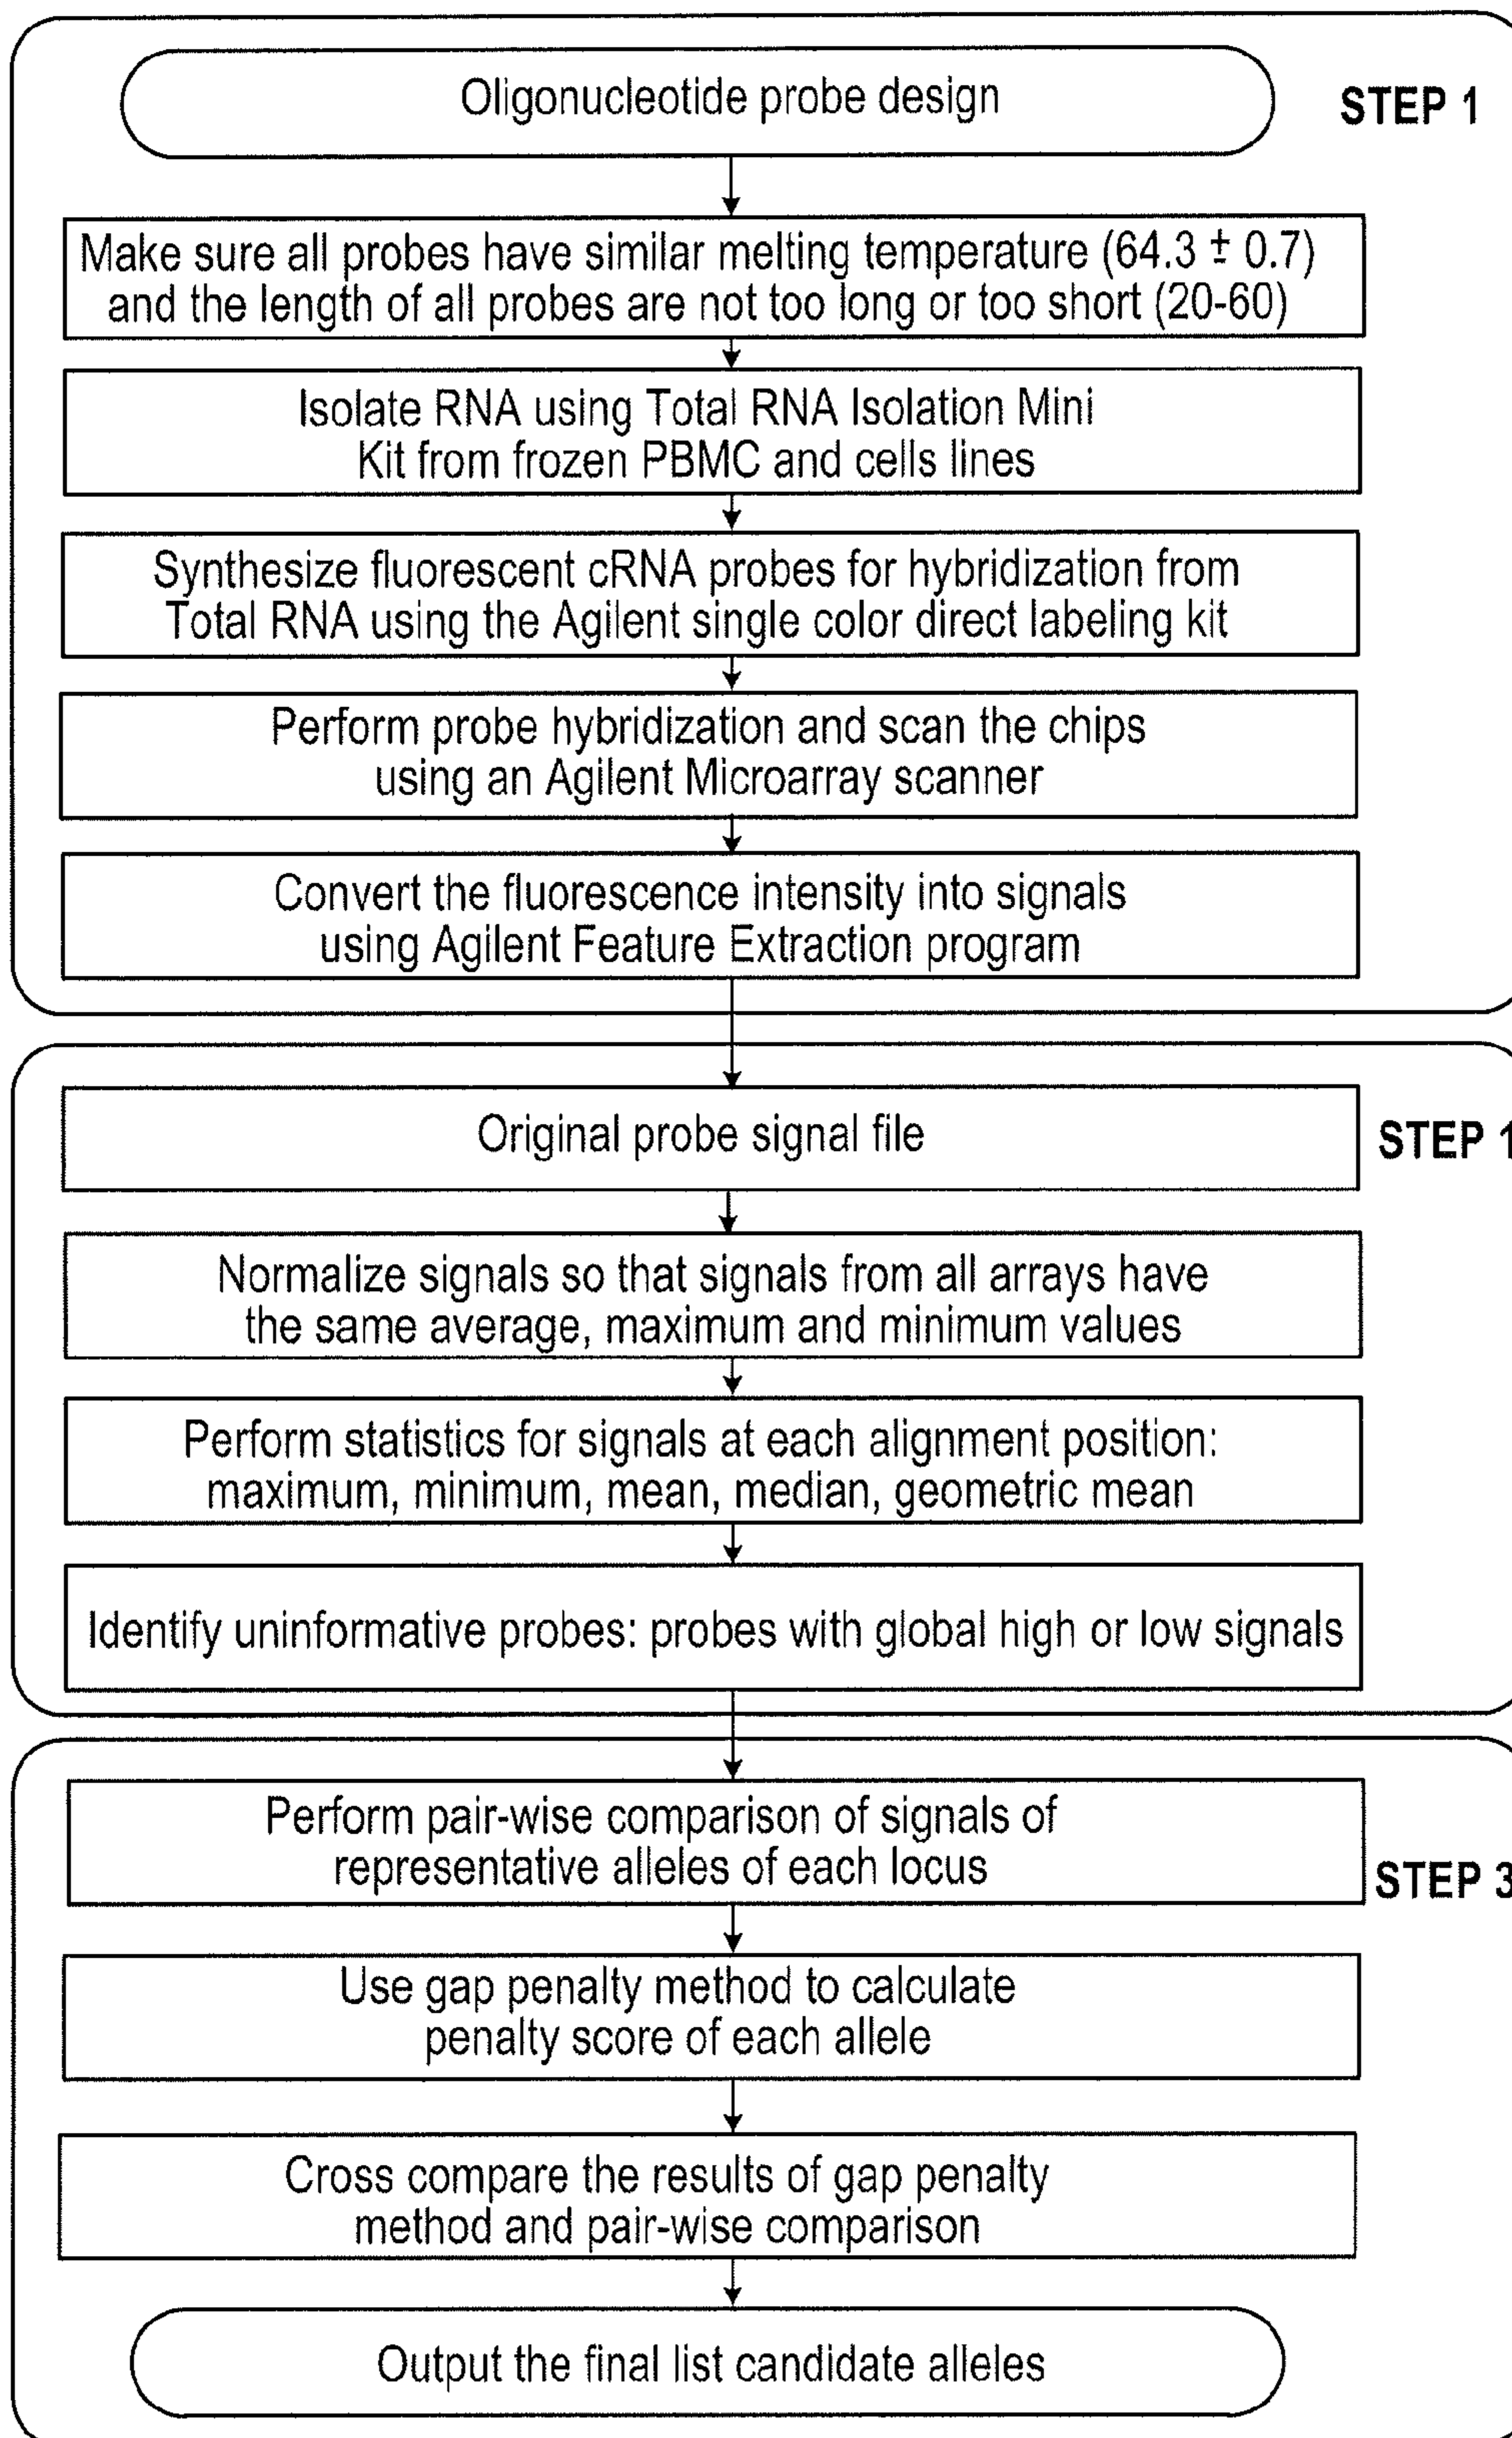 Oligonucleotide probe design
STEP 1
Make sure all probes have similar melting temperature (64.3 ± 0.7)
and the length of all probes are not too long or too short (20-60)
Isolate RNA using Total RNA Isolation Mini
Kit from frozen PBMC and cells lines
Synthesize fluorescent cRNA probes for hybridization from
Total RNA using the Agilent single color direct labeling kit
Perform probe hybridization and scan the chips
using an Agilent Microarray scanner
Convert the fluorescence intensity into signals
using Agilent Feature Extraction program
Original probe signal file
STEP 1
Normalize signals so that signals from all arrays have
the same average, maximum and minimum values
Perform statistics for signals at each alignment position:
maximum, minimum, mean, median, geometric mean
Identify uninformative probes: probes with global high or low signals
Perform pair-wise comparison of signals of
representative alleles of each locus
STEP 3
Use gap penalty method to calculate
penalty score of each allele
Cross compare the results of gap penalty
method and pair-wise comparison
Output the final list candidate alleles